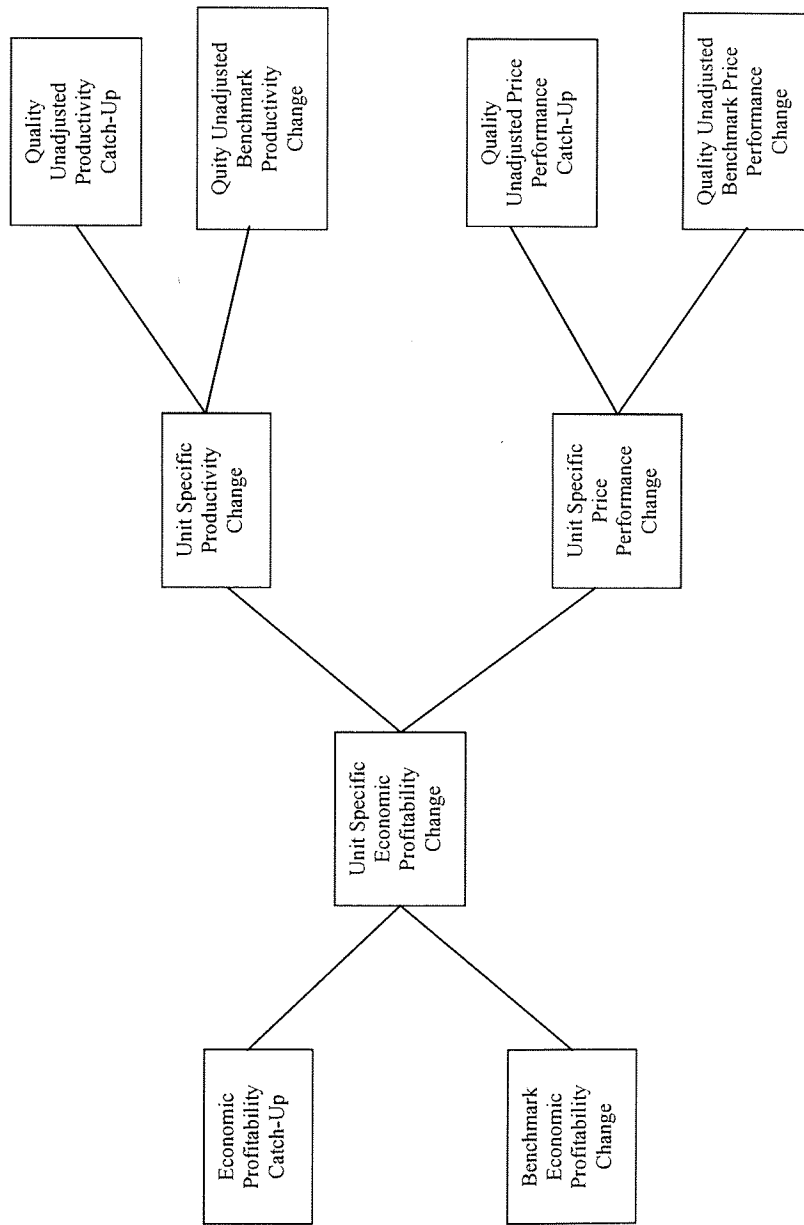 Quality
Unadjusted
Productivity
Catch-Up
Quity Unadjusted
Benchmark
Productivity
Change
Quality
Unadjusted Price
Performance
Catch-Up
Quality Unadjusted
Benchmark Price
Performance
Change
Unit Specific
Productivity
Change
Unit Specific
Price
Performance
Change
Unit Specific
Economic
Profitability
Change
Economic
Profitability
Catch-Up
Benchmark
Economic
Profitability
Change